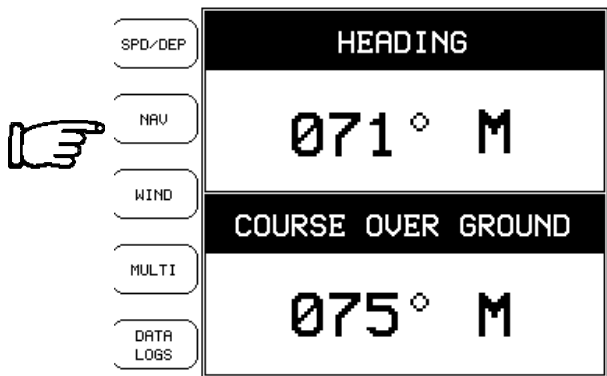 SPD/DEP
NAV
WIND
MULTI
DATA
LOGS
HEADING
071° M
COURSE OVER GROUND
075° M